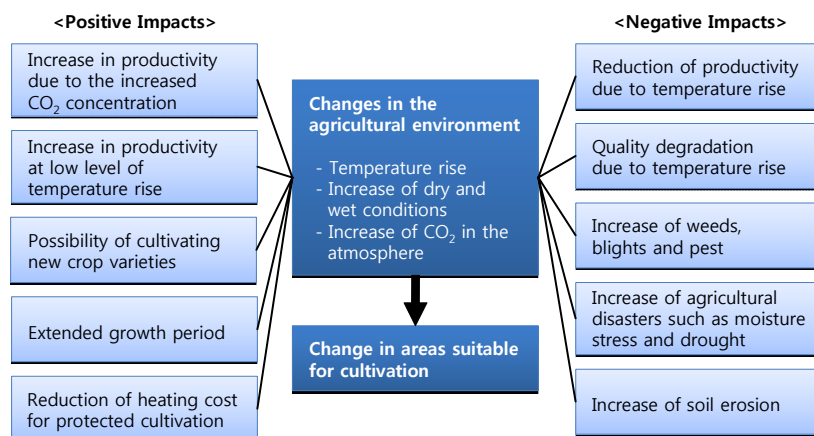 <Positive Impacts>
Increase in productivity
due to the increased
CO₂ concentration
Increase in productivity
at low level of
temperature rise
Possibility of cultivating
new crop varieties
Extended growth period
Reduction of heating cost
for protected cultivation
Changes in the
agricultural environment
- Temperature rise
- Increase of dry and
wet conditions
- Increase of CO₂ in the
atmosphere
Change in areas suitable
for cultivation
<Negative Impacts>
Reduction of productivity
due to temperature rise
Quality degradation
due to temperature rise
Increase of weeds,
blights and pest
Increase of agricultural
disasters such as moisture
stress and drought
Increase of soil erosion